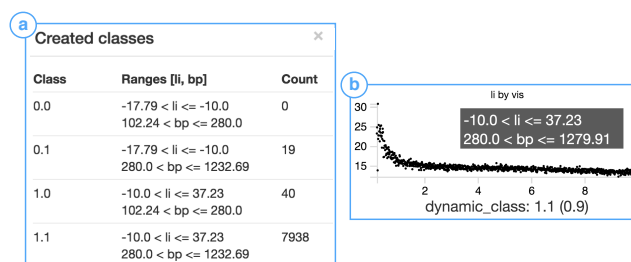 a
Created classes ×
Class Ranges [li, bp] Count
0.0 -17.79 < li <= -10.0 0
102.24 < bp <= 280.0
0.1 -17.79 < li <= -10.0 19
280.0 < bp <= 1232.69
1.0 -10.0 < li <= 37.23 40
102.24 < bp <= 280.0
1.1 -10.0 < li <= 37.23 7938
280.0 < bp <= 1232.69
b
li by vis
30
25
20
15
-10.0 < li <= 37.23
280.0 < bp <= 1279.91
2 4 6 8
dynamic_class: 1.1 (0.9)